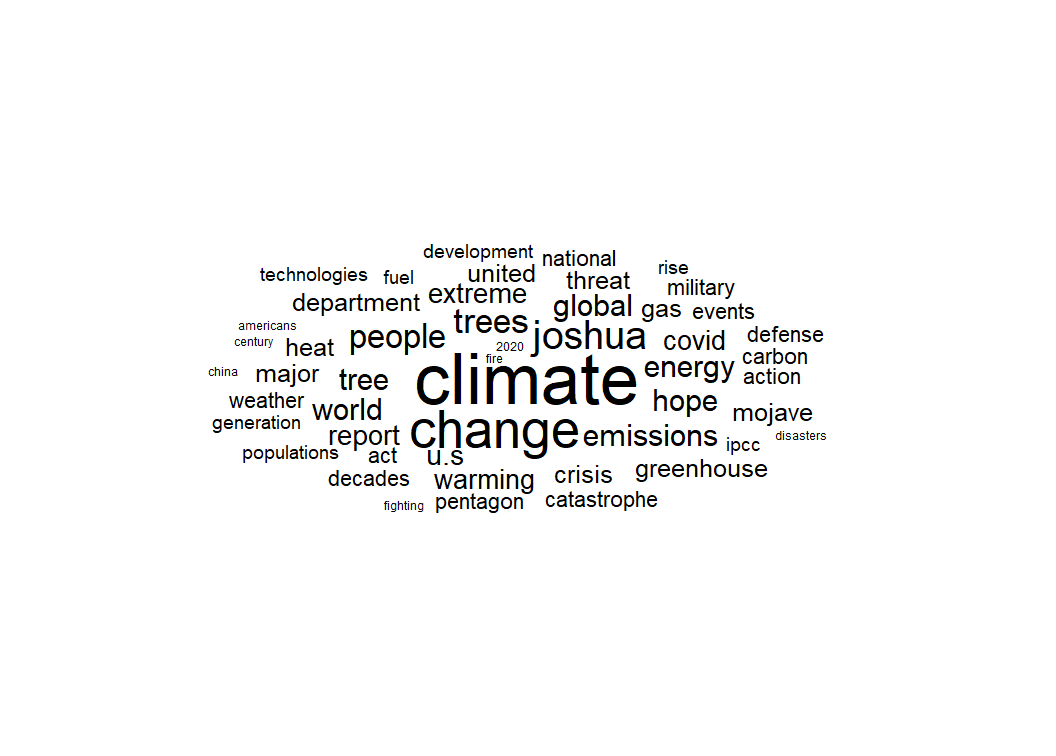 development
national
technologies
fuel
united
threat
rise
military
department
extreme
global
gas
events
americans
century
heat
people
trees
2020
fire
joshua
covid
defense
china
major
tree
climate
energy
carbon
action
weather
world
hope
mojave
generation
report
change
emissions
ipcc
disasters
populations
act
u.s
decades
warming
crisis
greenhouse
fighting
pentagon
catastrophe